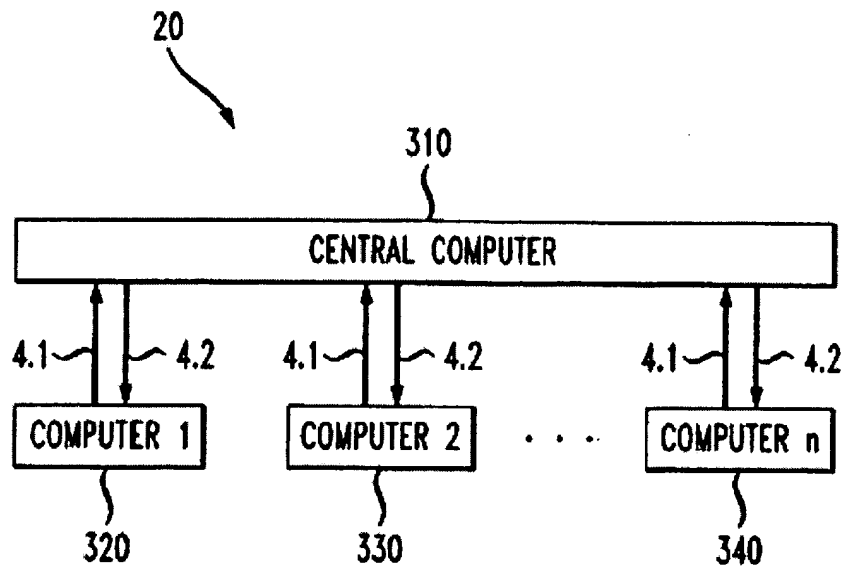 20
310
CENTRAL COMPUTER
4.1 4.2 4.1 4.2 4.1 4.2
COMPUTER 1 COMPUTER 2 . . . COMPUTER n
320 330 340